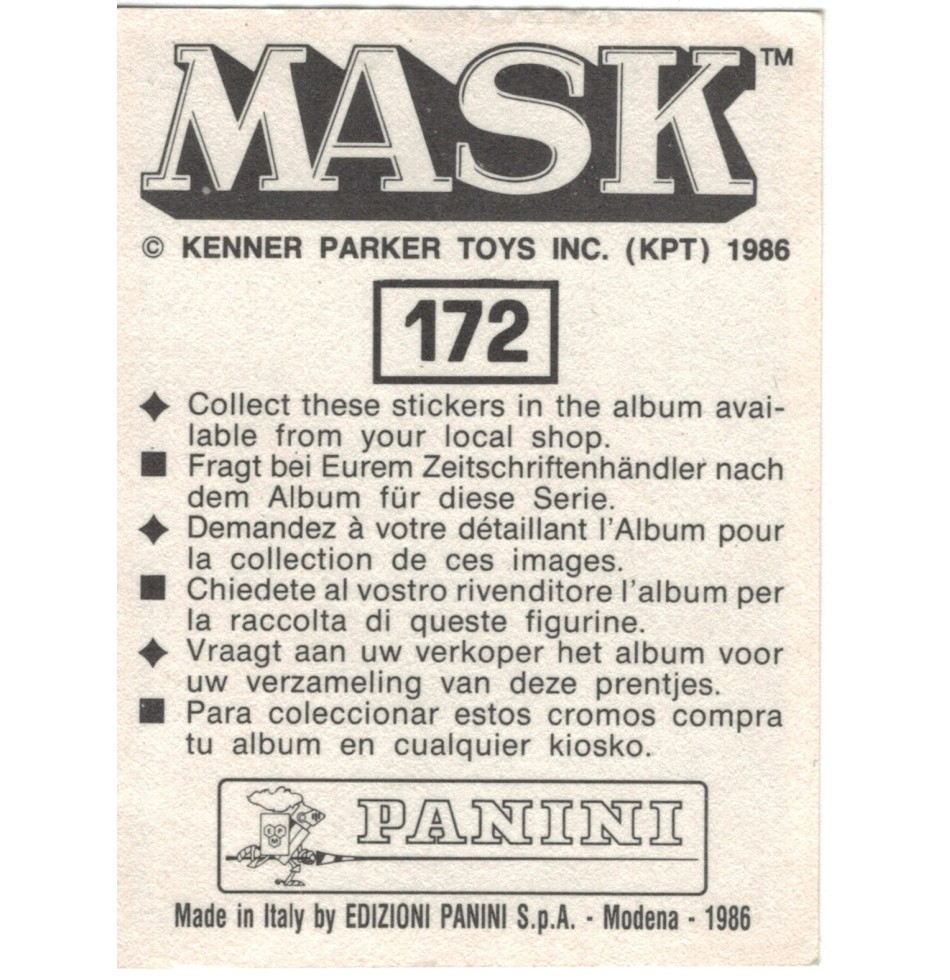 MASK™
© KENNER PARKER TOYS INC. (KPT) 1986
172
Collect these stickers in the album avai-
lable from your local shop.
Fragt bei Eurem Zeitschriftenhändler nach
dem Album für diese Serie.
Demandez à votre détaillant l'Album pour
la collection de ces images.
Chiedete al vostro rivenditore l'album per
la raccolta di queste figurine.
Vraagt aan uw verkoper het album voor
uw verzameling van deze prentjes.
Para coleccionar estos cromos compra
tu album en cualquier kiosko.
PANINI
Made in Italy by EDIZIONI PANINI S.p.A. - Modena - 1986